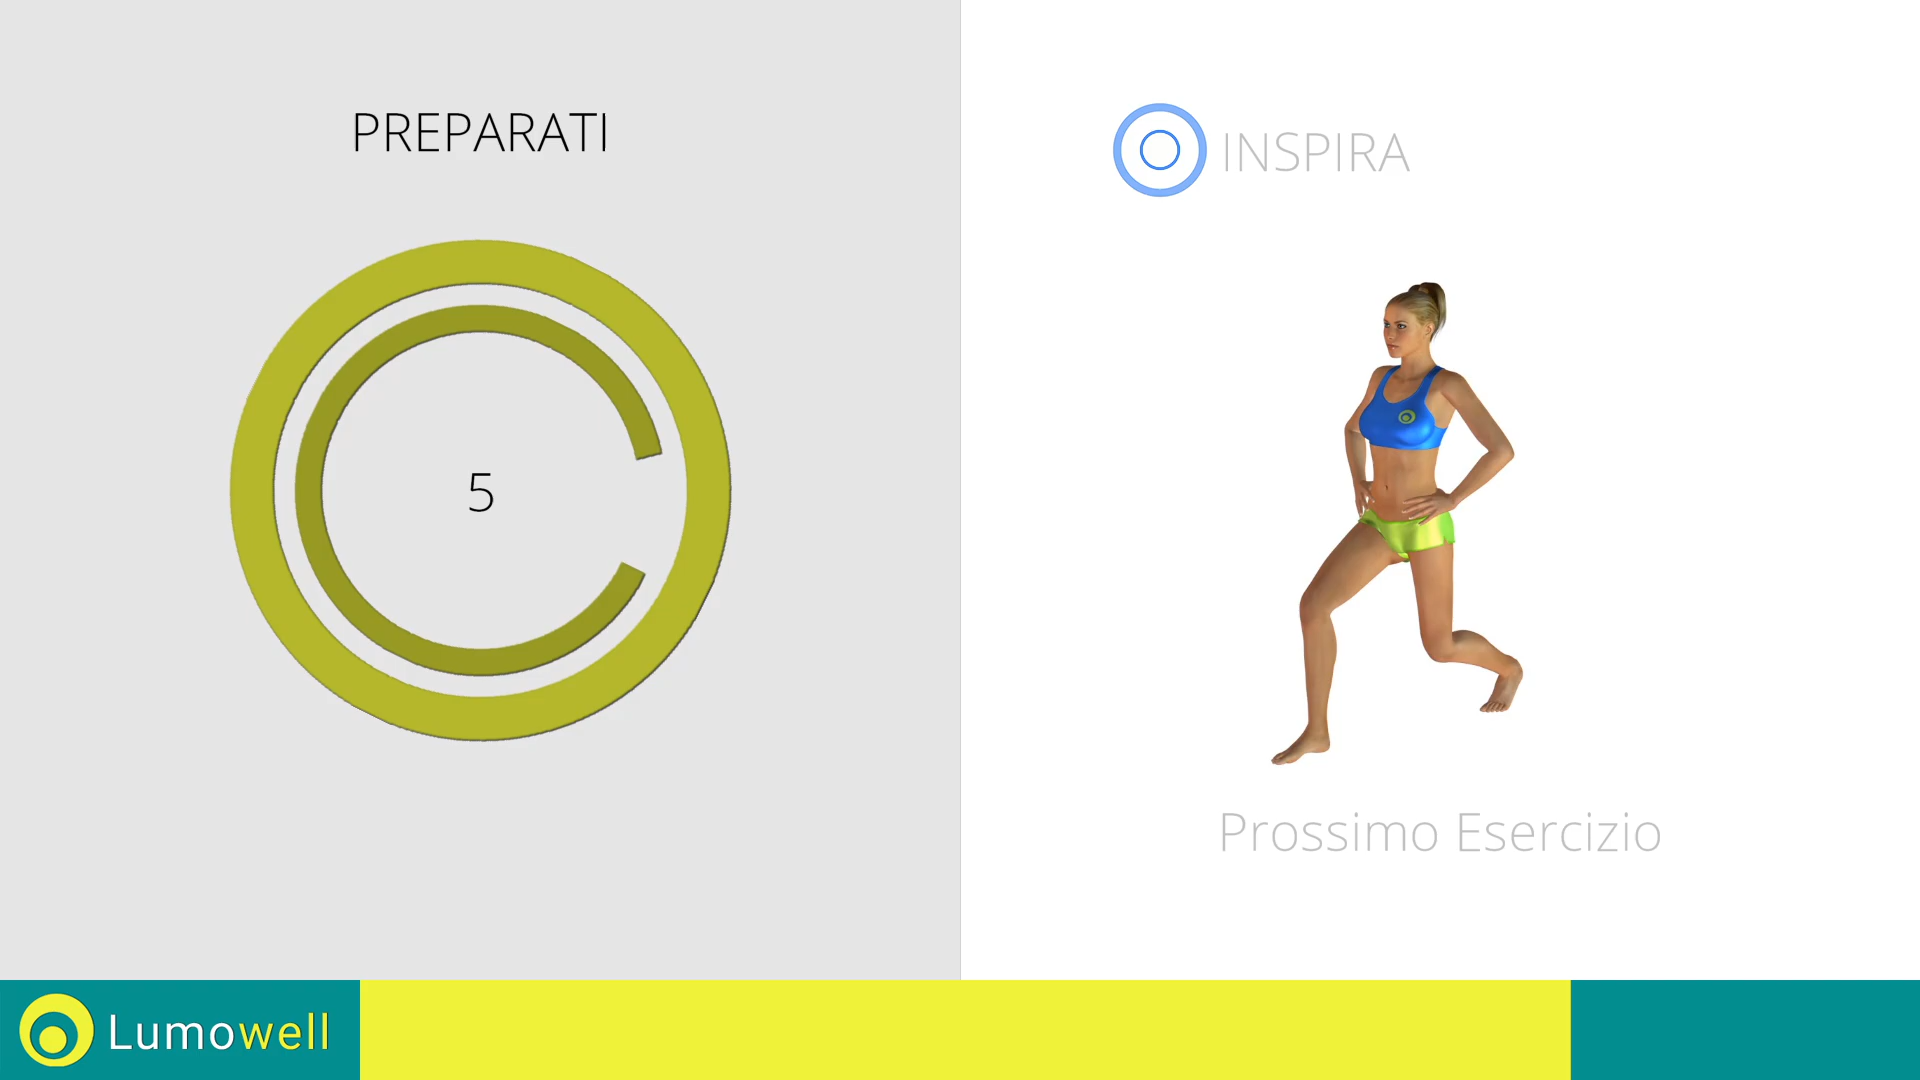 PREPARATI
5
INSPIRA
Prossimo Esercizio
Lumowell